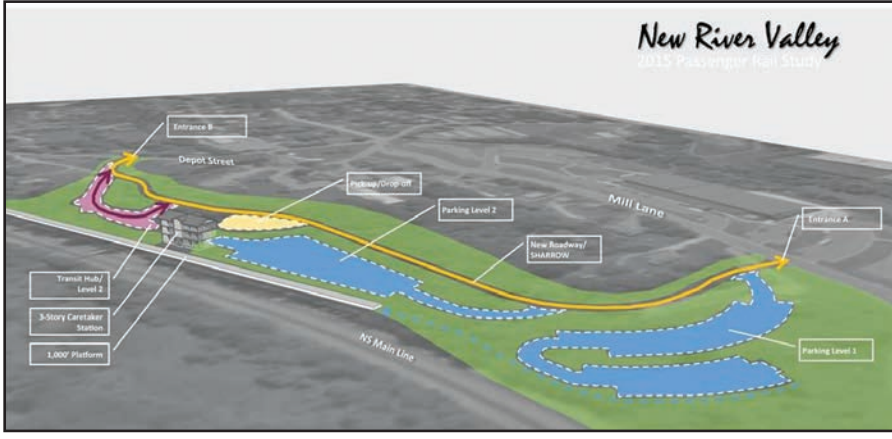 New River Valley
2015 Passenger Rail Study
Entrance B
Depot Street
Pick up/Drop off
Parking Level 2
Mill Lane
Entrance A
New Roadway/
SHARROW
Transit Hub/
Level 2
3-Story Caretaker
Station
1,000' Platform
NS Main Line
Parking Level 1